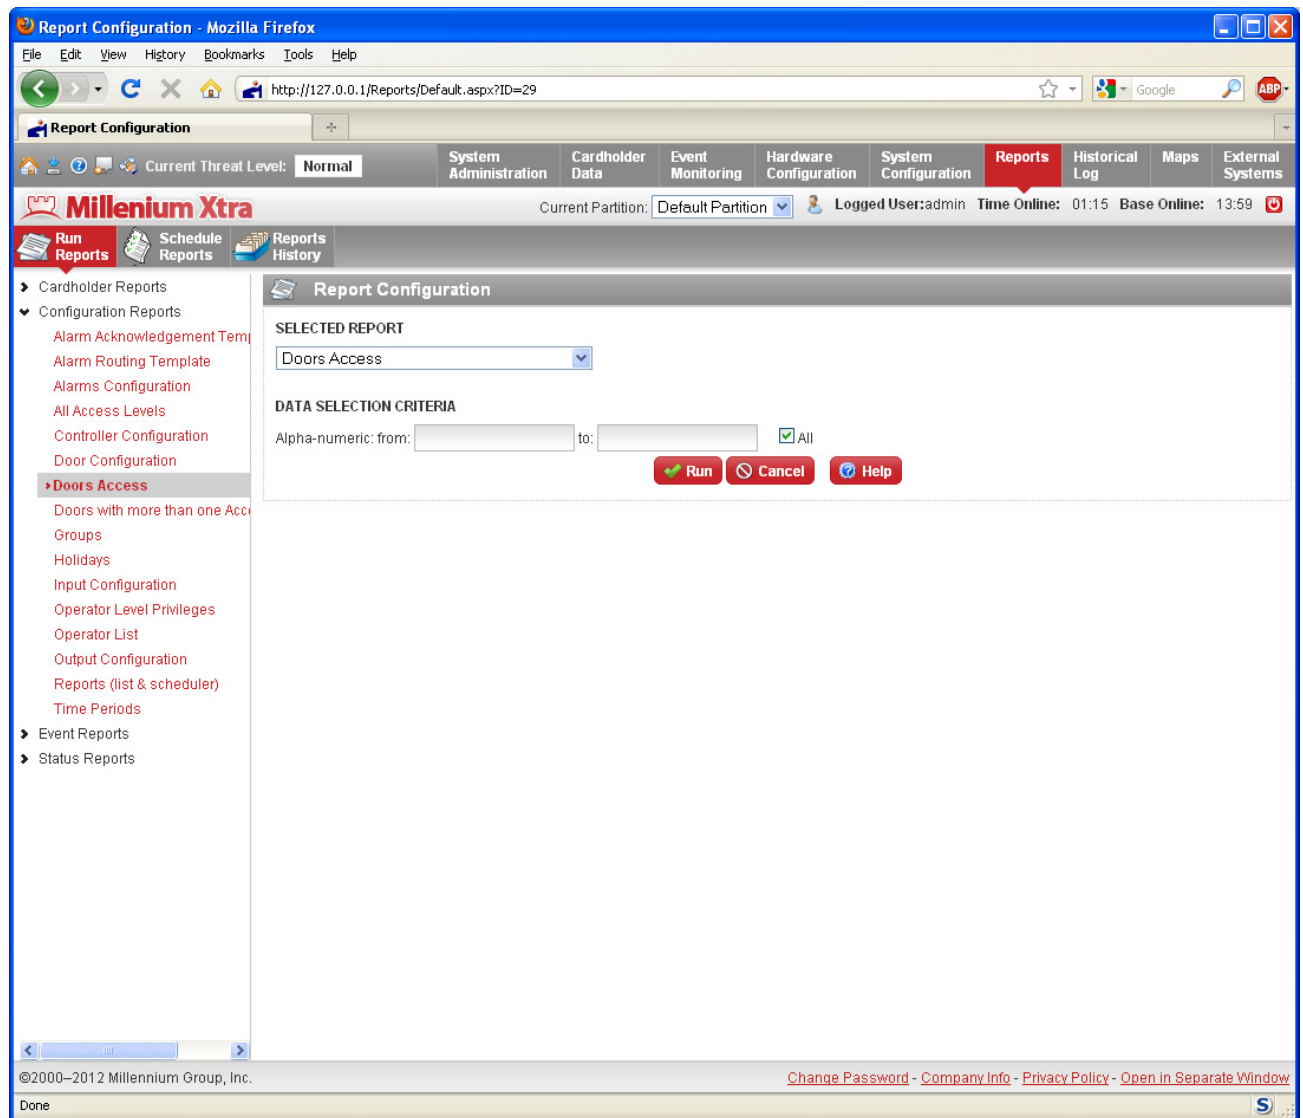 Report Configuration - Mozilla Firefox
File Edit View History Bookmarks Tools Help
http://127.0.0.1/Reports/Default.aspx?ID=29
Google
ABP
Report Configuration
Current Threat Level: Normal
System Administration
Cardholder Data
Event Monitoring
Hardware Configuration
System Configuration
Reports
Historical Log
Maps
External Systems
Millenium Xtra
Current Partition: Default Partition Logged User:admin Time Online: 01:15 Base Online: 13:59
Run Reports
Schedule Reports
Reports History
Cardholder Reports
Configuration Reports
Alarm Acknowledgement Temp
Alarm Routing Template
Alarms Configuration
All Access Levels
Controller Configuration
Door Configuration
Doors Access
Doors with more than one Acce
Groups
Holidays
Input Configuration
Operator Level Privileges
Operator List
Output Configuration
Reports (list & scheduler)
Time Periods
Event Reports
Status Reports
Report Configuration
SELECTED REPORT
Doors Access
DATA SELECTION CRITERIA
Alpha-numeric: from: to: All
Run Cancel Help
©2000–2012 Millennium Group, Inc.
Change Password - Company Info - Privacy Policy - Open in Separate Window
Done
S